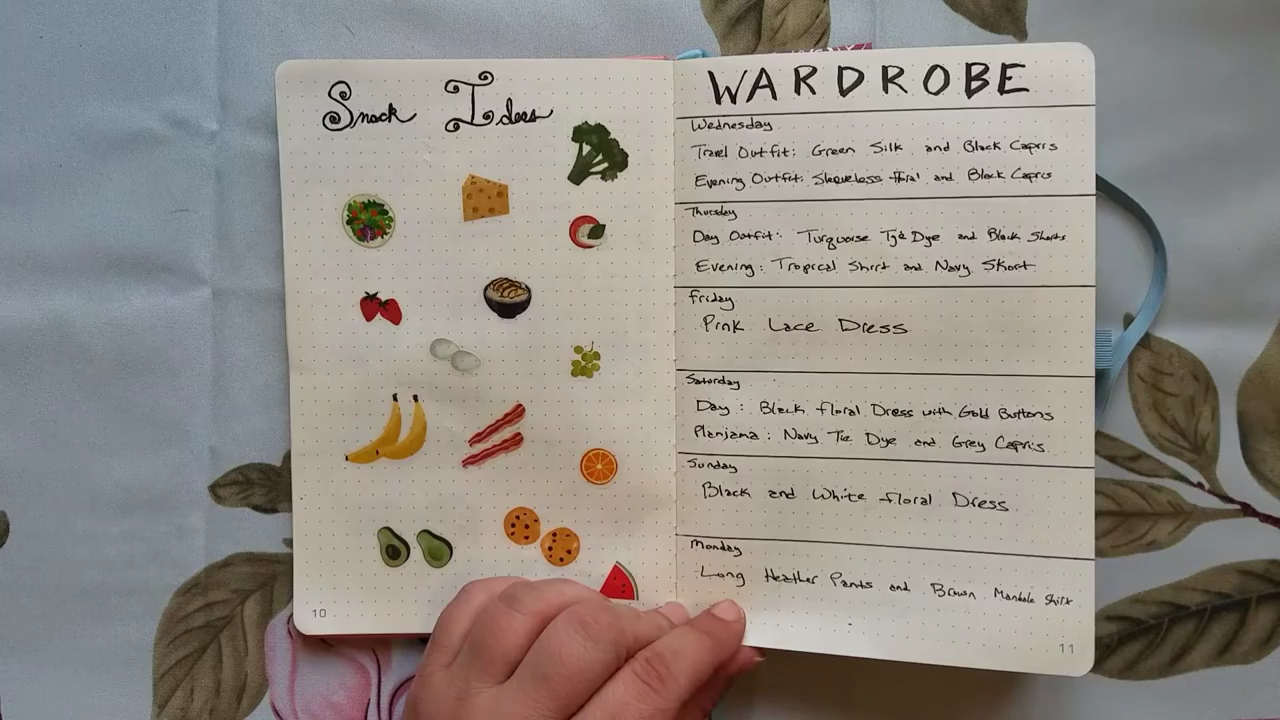 Snack Ideas
10
WARDROBE
Wednesday
Travel Outfit: Green Silk and Black Capris
Evening Outfit: Sleeveless floral and Black Capris
Thursday
Day Outfit: Turquoise Tye Dye and Black Shorts
Evening: Tropical Shirt and Navy Skort
Friday
Pink Lace Dress
Saturday
Day: Black floral Dress with Gold Buttons
Planjama: Navy Tie Dye and Grey Capris
Sunday
Black and White floral Dress
Monday
Long Heather Pants and Brown Mandala Shirt
11